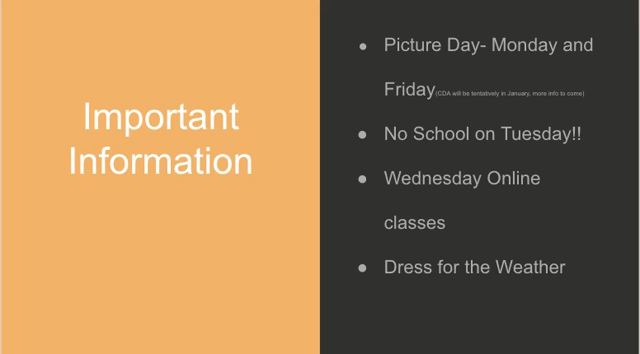 Important
Information
● Picture Day- Monday and
Friday(CDA will be tentatively in January, more info to come)
● No School on Tuesday!!
● Wednesday Online
classes
● Dress for the Weather